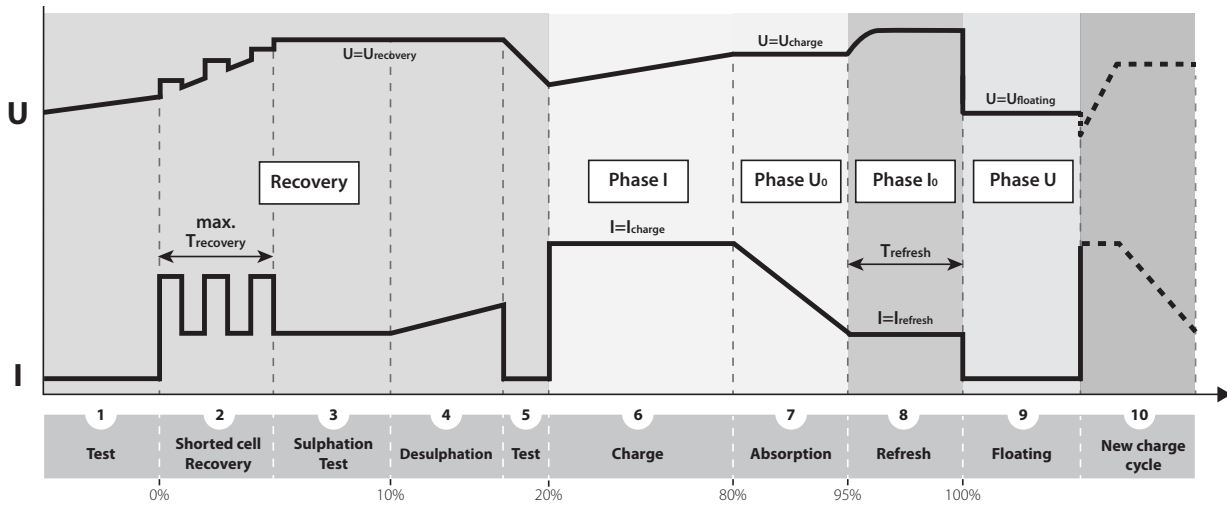 U=Urecovery
U=Ucharge
U
U=Ufloating
Recovery
Phase I
Phase U0
Phase I0
Phase U
max.
Trecovery
I=Icharge
Trefresh
I=Irefresh
I
1
2
3
4
5
6
7
8
9
10
Test
Shorted cell
Recovery
Sulphation
Test
Desulphation
Test
Charge
Absorption
Refresh
Floating
New charge
cycle
0%
10%
20%
80%
95%
100%